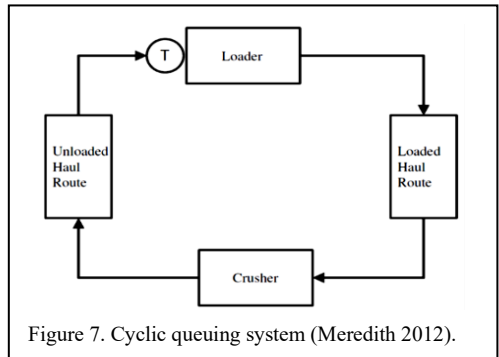 T
Loader
Unloaded
Haul
Route
Loaded
Haul
Route
Crusher
Figure 7. Cyclic queuing system (Meredith 2012).